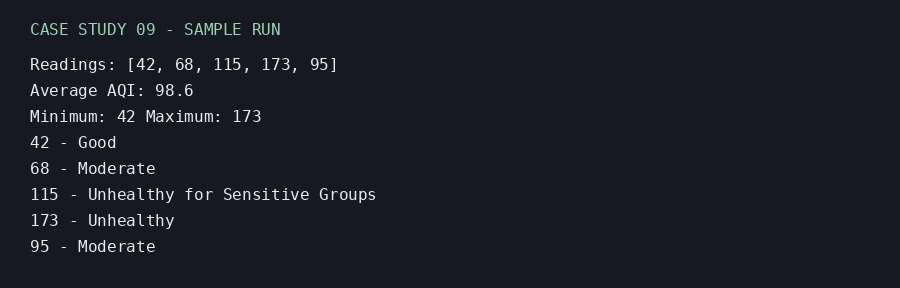 CASE STUDY 09 - SAMPLE RUN
Readings: [42, 68, 115, 173, 95]
Average AQI: 98.6
Minimum: 42 Maximum: 173
42 - Good
68 - Moderate
115 - Unhealthy for Sensitive Groups
173 - Unhealthy
95 - Moderate